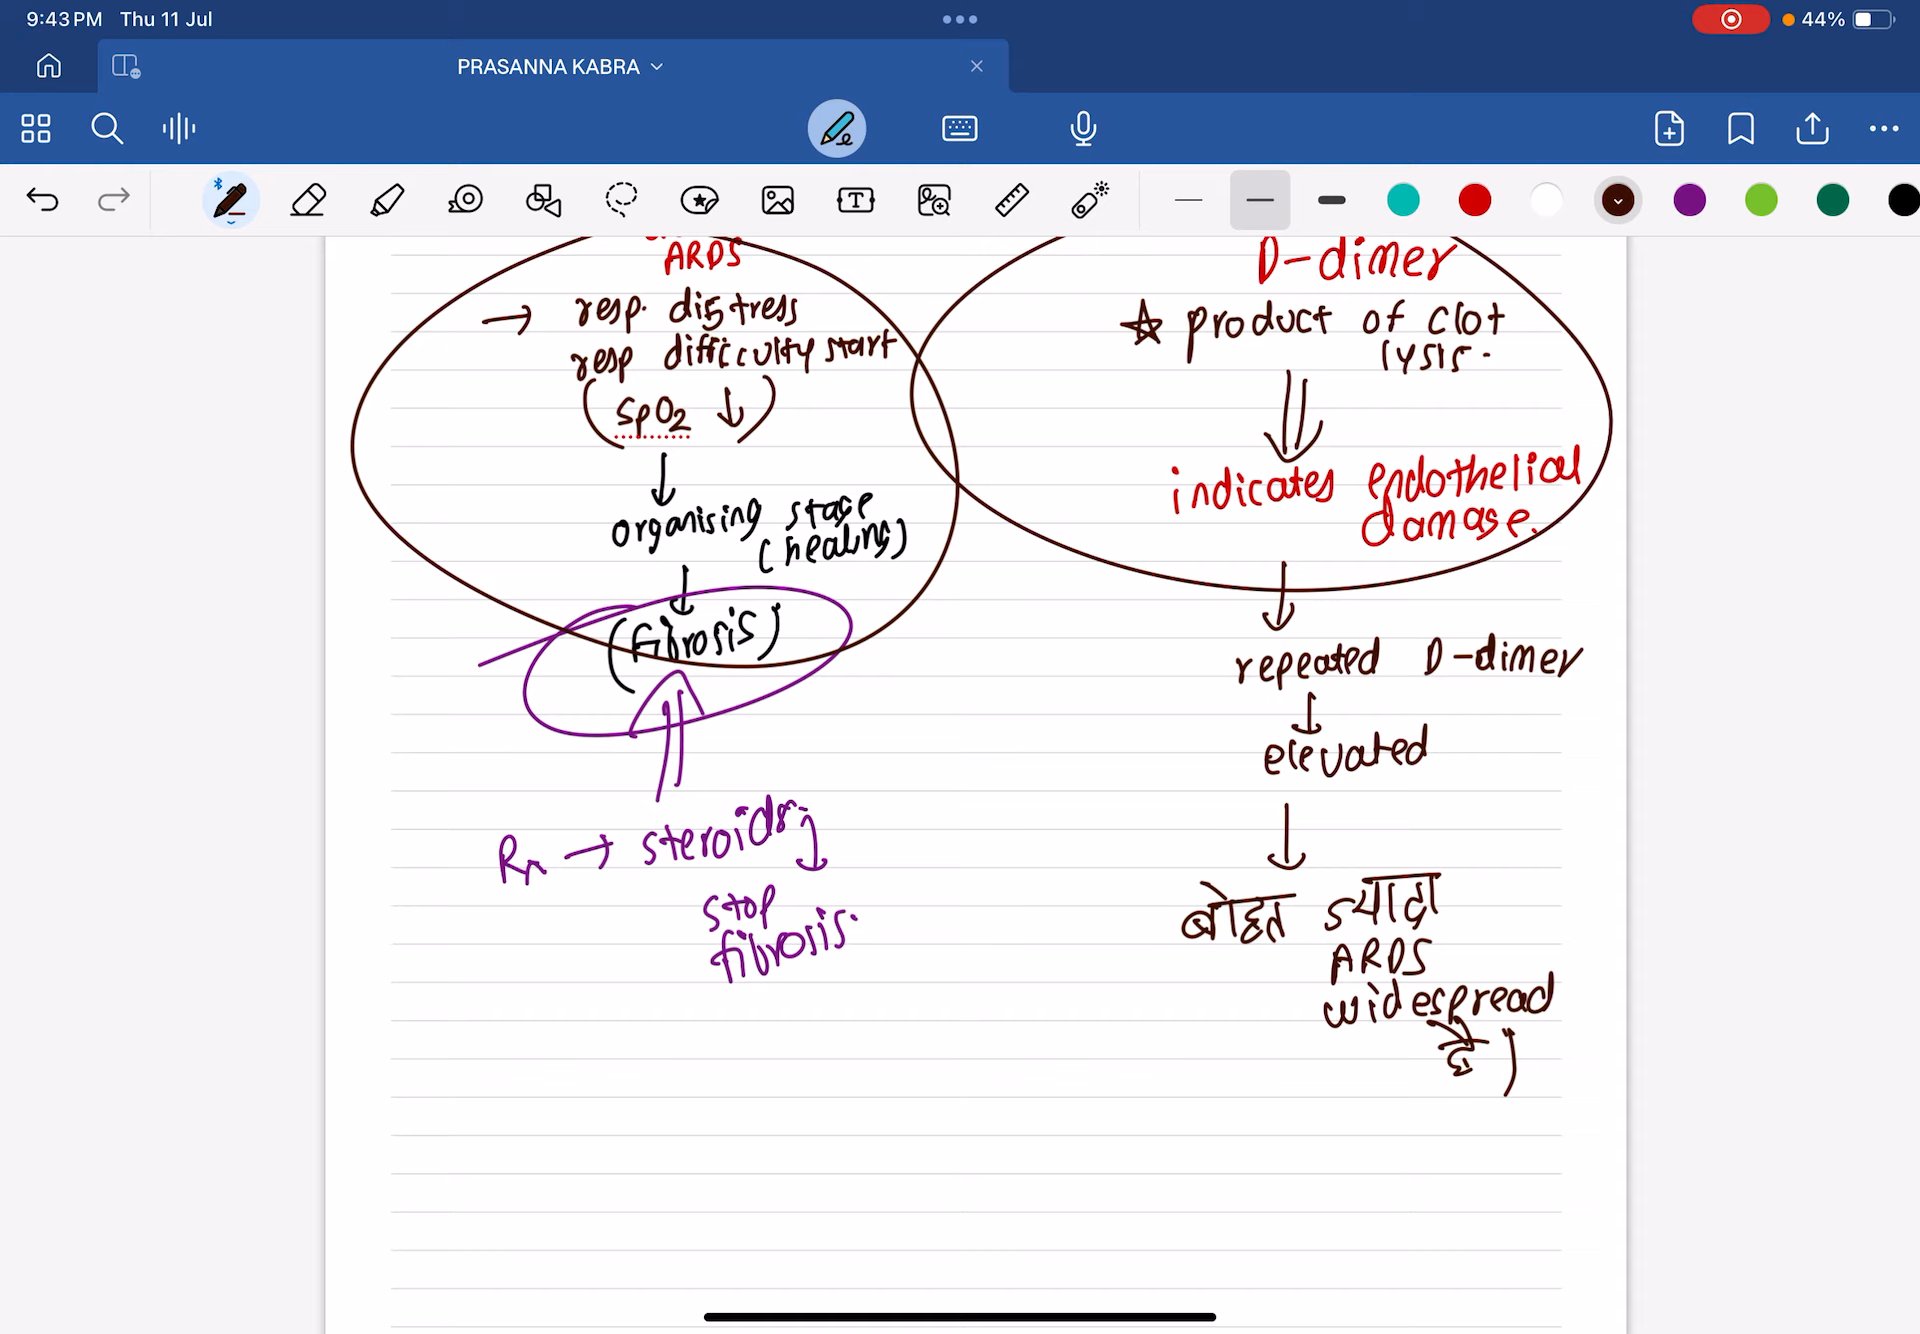 9:43 PM Thu 11 Jul
44%
PRASANNA KABRA
ARDS
→ resp. distress
resp difficulty start
(SpO2 ↓)
↓
organising stage
(healing)
↓
(fibrosis)
Rx → steroids
↓
stop
fibrosis.
D-dimer
☆ product of clot
lysis.
⇓
indicates endothelial
damage.
↓
repeated D-dimer
↓
elevated
↓
बोहत ज्यादा
ARDS
widespread
है।